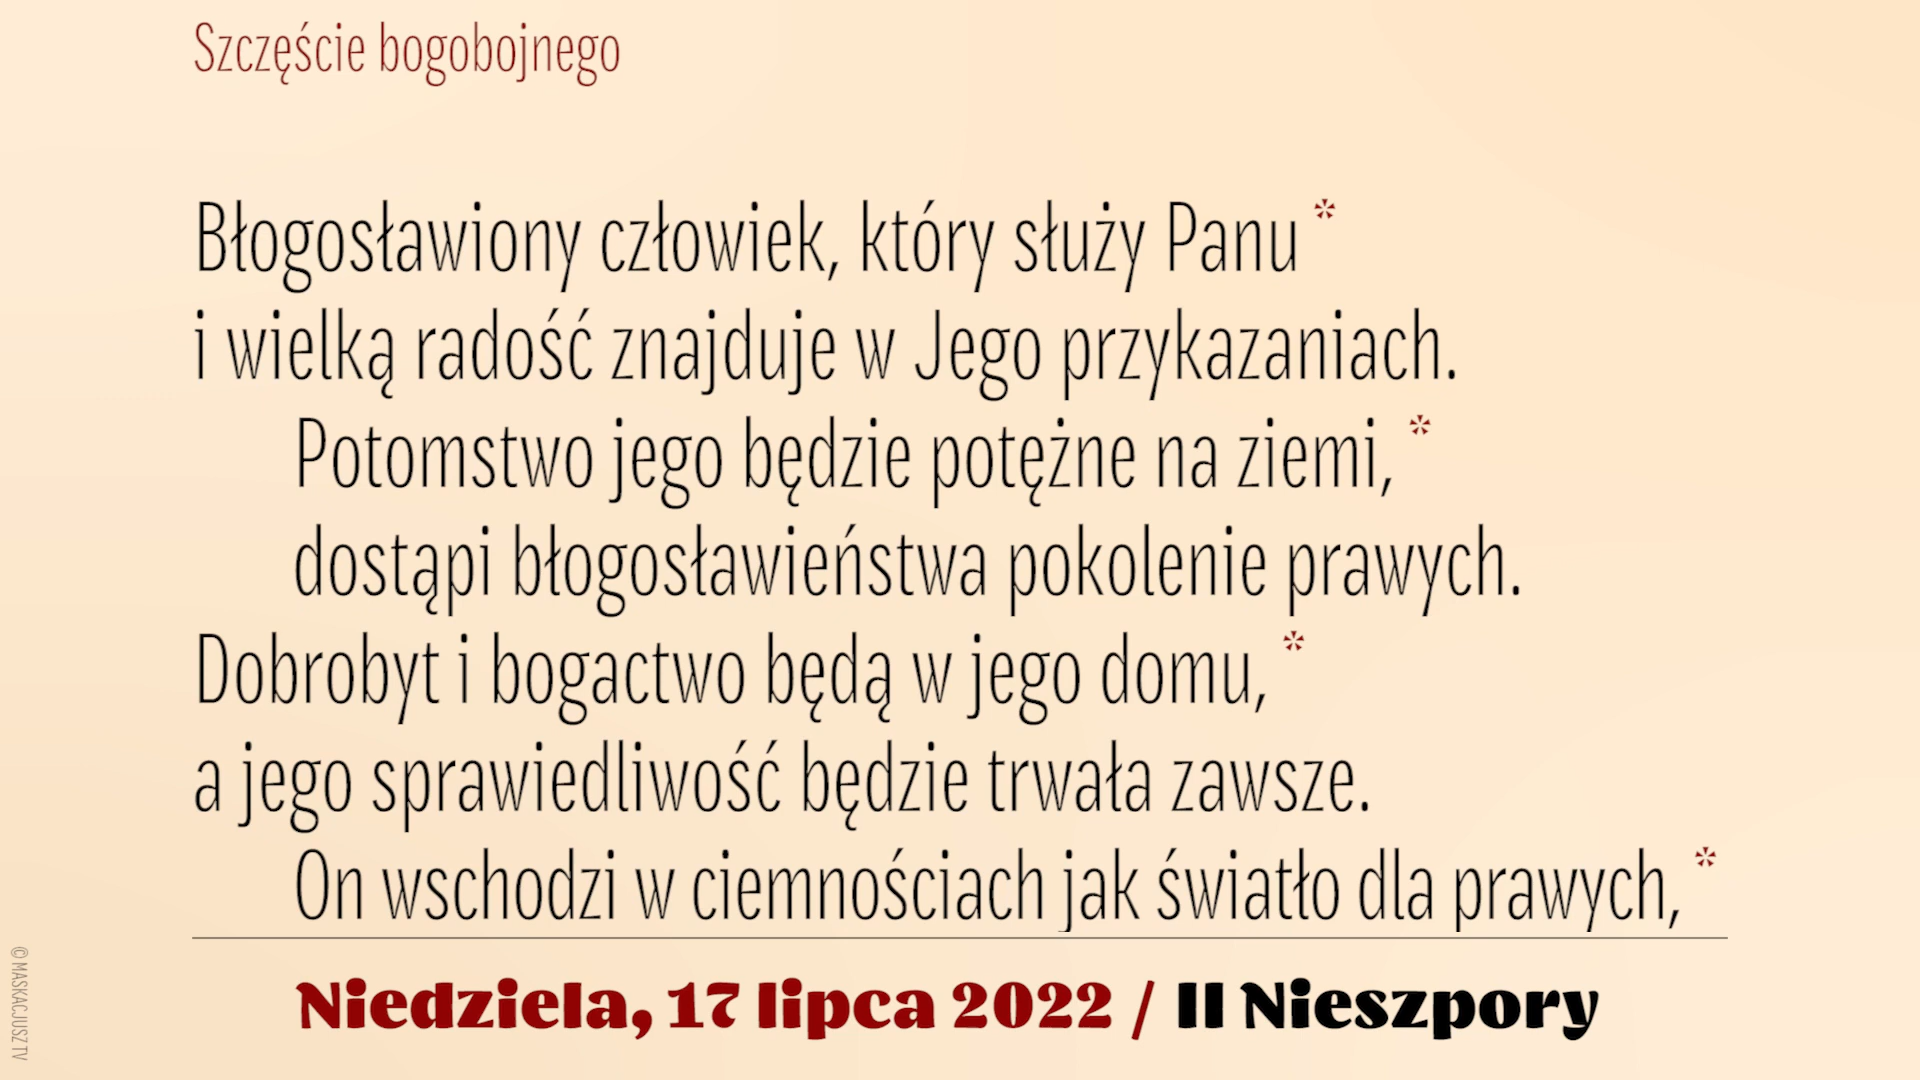 Szczęście bogobojnego
Błogosławiony człowiek, który służy Panu *
i wielką radość znajduje w Jego przykazaniach.
Potomstwo jego będzie potężne na ziemi, *
dostąpi błogosławieństwa pokolenie prawych.
Dobrobyt i bogactwo będą w jego domu, *
a jego sprawiedliwość będzie trwała zawsze.
On wschodzi w ciemnościach jak światło dla prawych, *
Niedziela, 17 lipca 2022 / II Nieszpory
© MASKACJUSZ TV